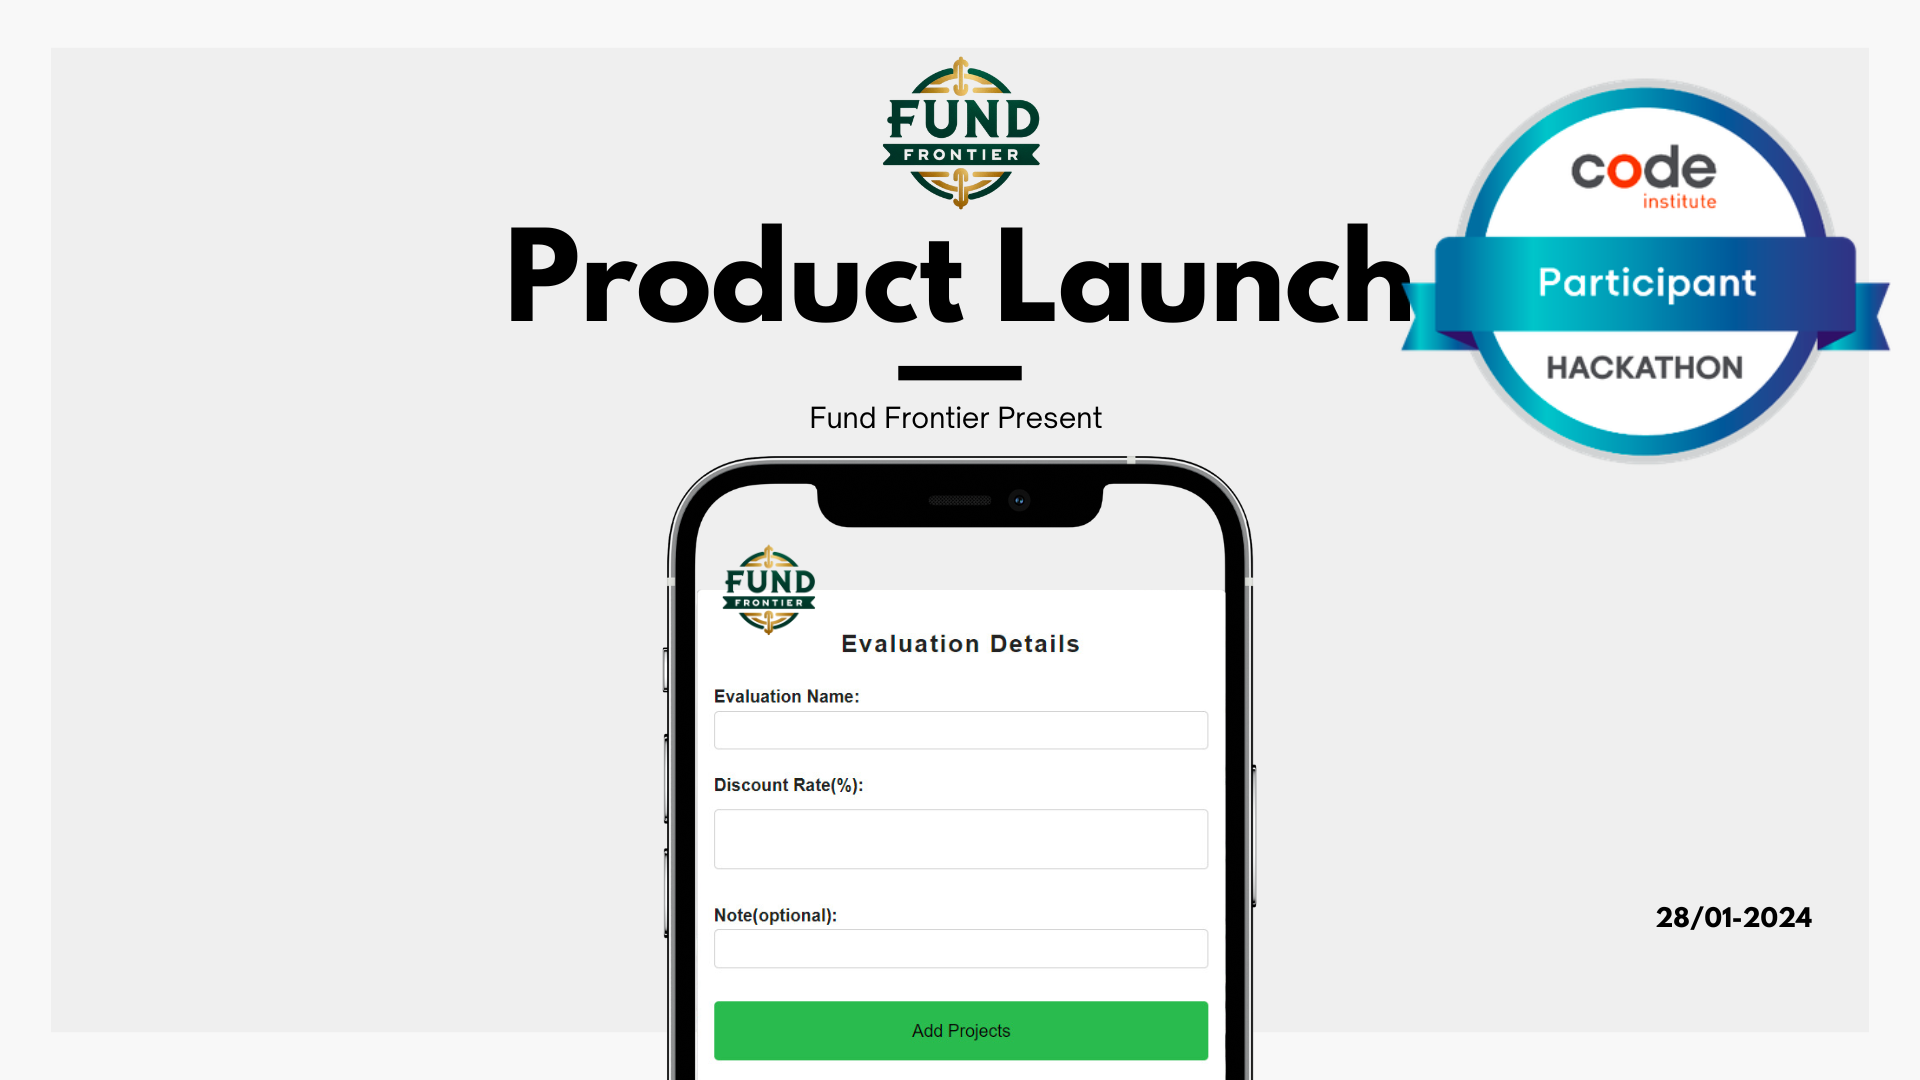 FUND
FRONTIER
Product Launch
Fund Frontier Present
code
institute
Participant
HACKATHON
FUND
FRONTIER
Evaluation Details
Evaluation Name:
Discount Rate(%):
Note(optional):
Add Projects
28/01-2024